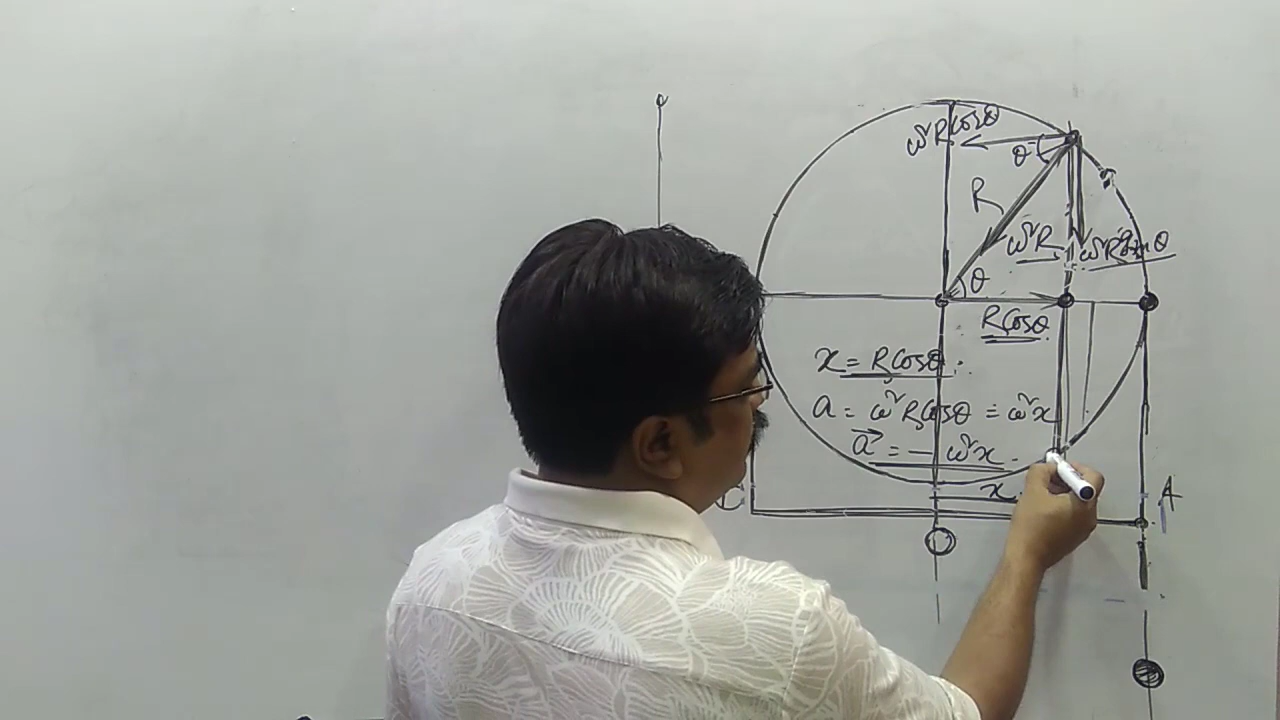 ω²R Cosθ
θ
R
ω²R
ω²R Sinθ
θ
R Cosθ
x = R Cosθ
a = ω²R Cosθ = ω²x
a⃗ = - ω²x
x
A
C
O